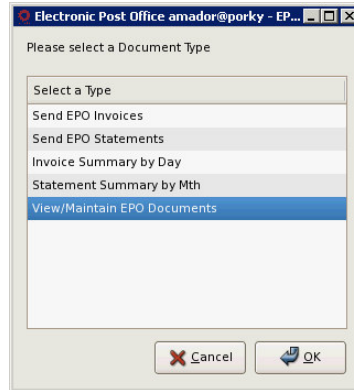 Electronic Post Office amador@porky - EP...
Please select a Document Type
Select a Type
Send EPO Invoices
Send EPO Statements
Invoice Summary by Day
Statement Summary by Mth
View/Maintain EPO Documents
Cancel OK